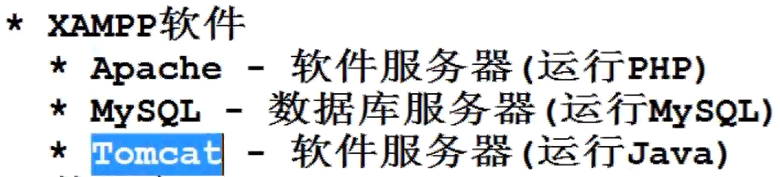 * XAMPP软件
* Apache - 软件服务器(运行PHP)
* MySQL - 数据库服务器(运行MySQL)
* Tomcat - 软件服务器(运行Java)